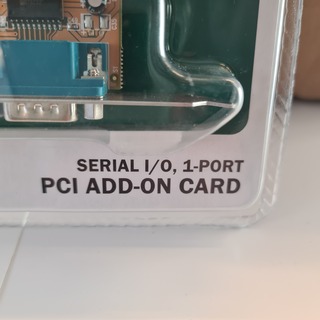 SERIAL I/O, 1-PORT
PCI ADD-ON CARD